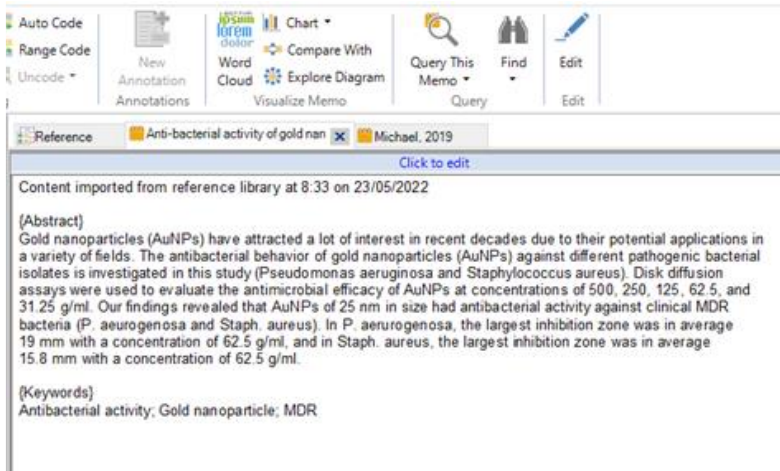 Auto Code
Range Code
Uncode
New
Annotation
Annotations
ipsum
lorem
dolor
Word
Cloud
Chart
Compare With
Explore Diagram
Visualize Memo
Query This
Memo
Find
Query
Edit
Edit
Reference
Anti-bacterial activity of gold nan
Michael, 2019
Click to edit
Content imported from reference library at 8:33 on 23/05/2022
{Abstract}
Gold nanoparticles (AuNPs) have attracted a lot of interest in recent decades due to their potential applications in
a variety of fields. The antibacterial behavior of gold nanoparticles (AuNPs) against different pathogenic bacterial
isolates is investigated in this study (Pseudomonas aeruginosa and Staphylococcus aureus). Disk diffusion
assays were used to evaluate the antimicrobial efficacy of AuNPs at concentrations of 500, 250, 125, 62.5, and
31.25 g/ml. Our findings revealed that AuNPs of 25 nm in size had antibacterial activity against clinical MDR
bacteria (P. aeurogenosa and Staph. aureus). In P. aerurogenosa, the largest inhibition zone was in average
19 mm with a concentration of 62.5 g/ml, and in Staph. aureus, the largest inhibition zone was in average
15.8 mm with a concentration of 62.5 g/ml.
{Keywords}
Antibacterial activity; Gold nanoparticle; MDR